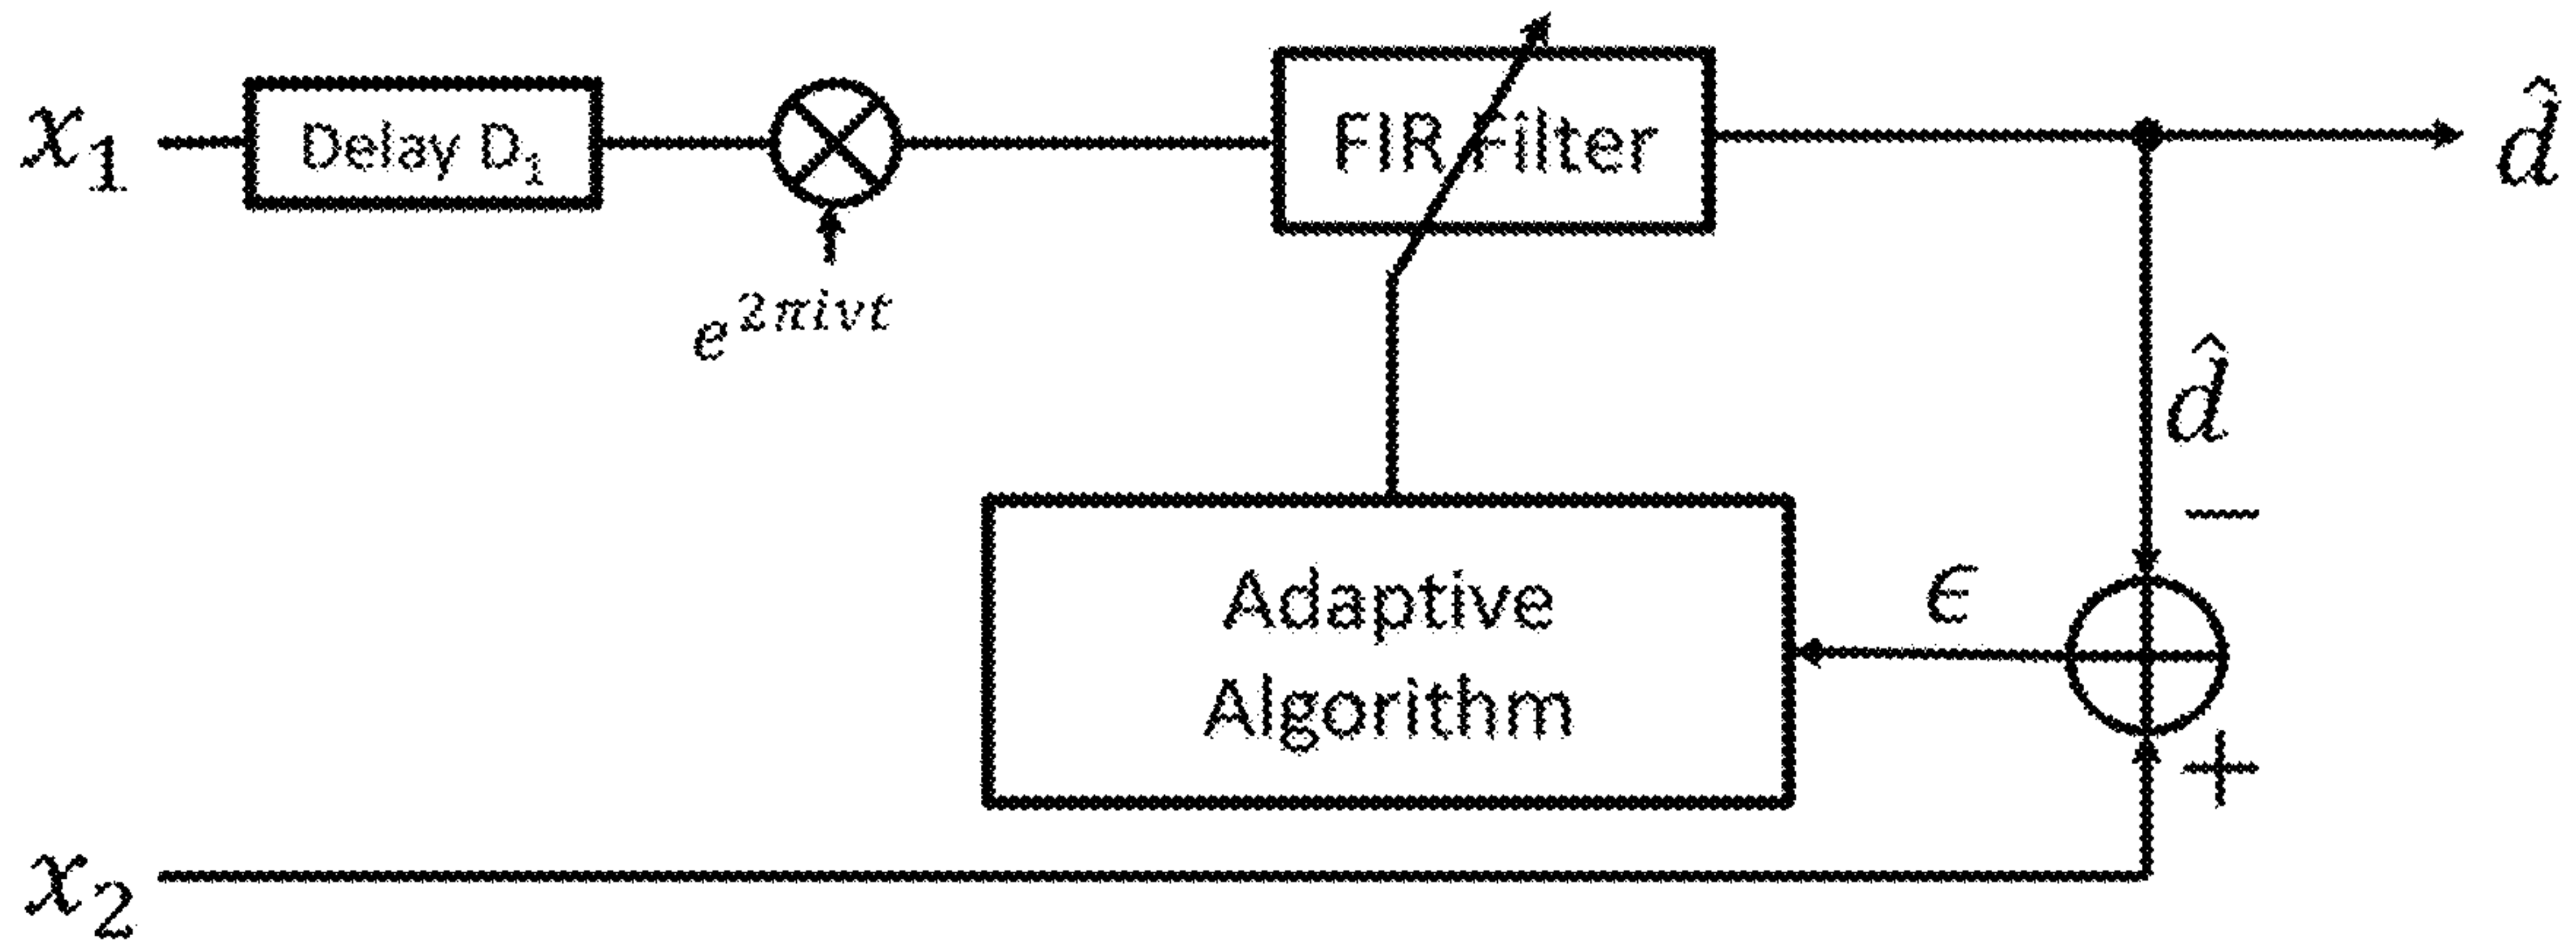 x₁
Delay D₁
FIR Filter
d̂
e^{2πivt}
d̂
−
Adaptive
Algorithm
ϵ
+
x₂